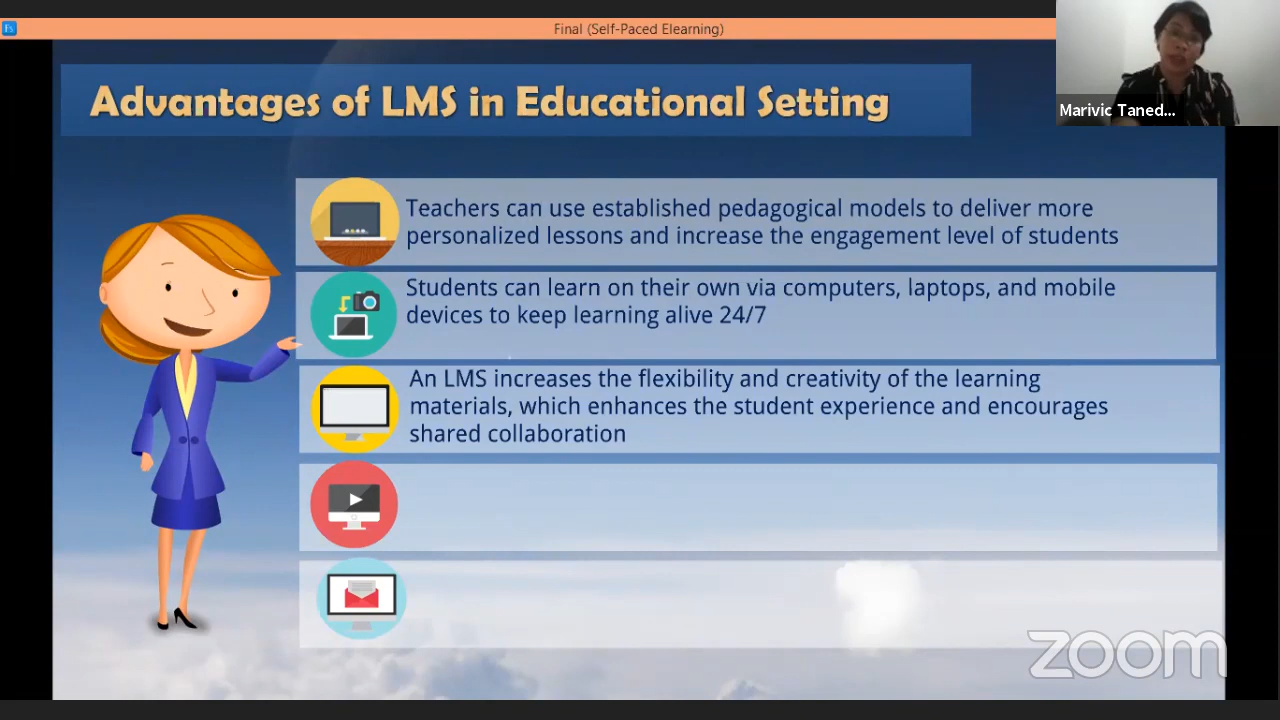 Final (Self-Paced Elearning)
Advantages of LMS in Educational Setting
Marivic Taned...
Teachers can use established pedagogical models to deliver more
personalized lessons and increase the engagement level of students
Students can learn on their own via computers, laptops, and mobile
devices to keep learning alive 24/7
An LMS increases the flexibility and creativity of the learning
materials, which enhances the student experience and encourages
shared collaboration
zoom